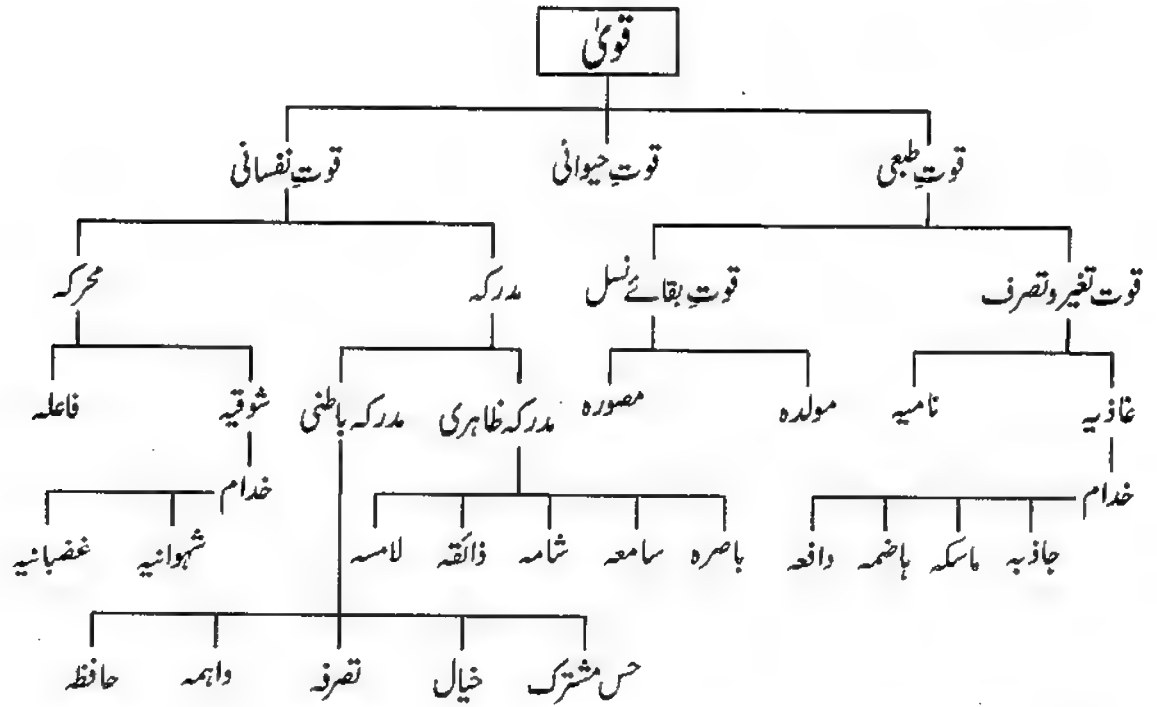 قویٰ
قوتِ طبعی قوتِ حیوانی قوتِ نفسانی
قوت تغیر و تصرف قوتِ بقائے نسل مدرکہ محرکہ
غاذیہ نامیہ مولدہ مصورہ مدرکہ ظاہری مدرکہ باطنی شوقیہ فاعلہ
خدام خدام
جاذبہ ماسکہ ہاضمہ دافعہ باصرہ سامعہ شامہ ذائقہ لامسہ شہوانیہ غضبانیہ
حس مشترک خیال تصرفہ واہمہ حافظہ